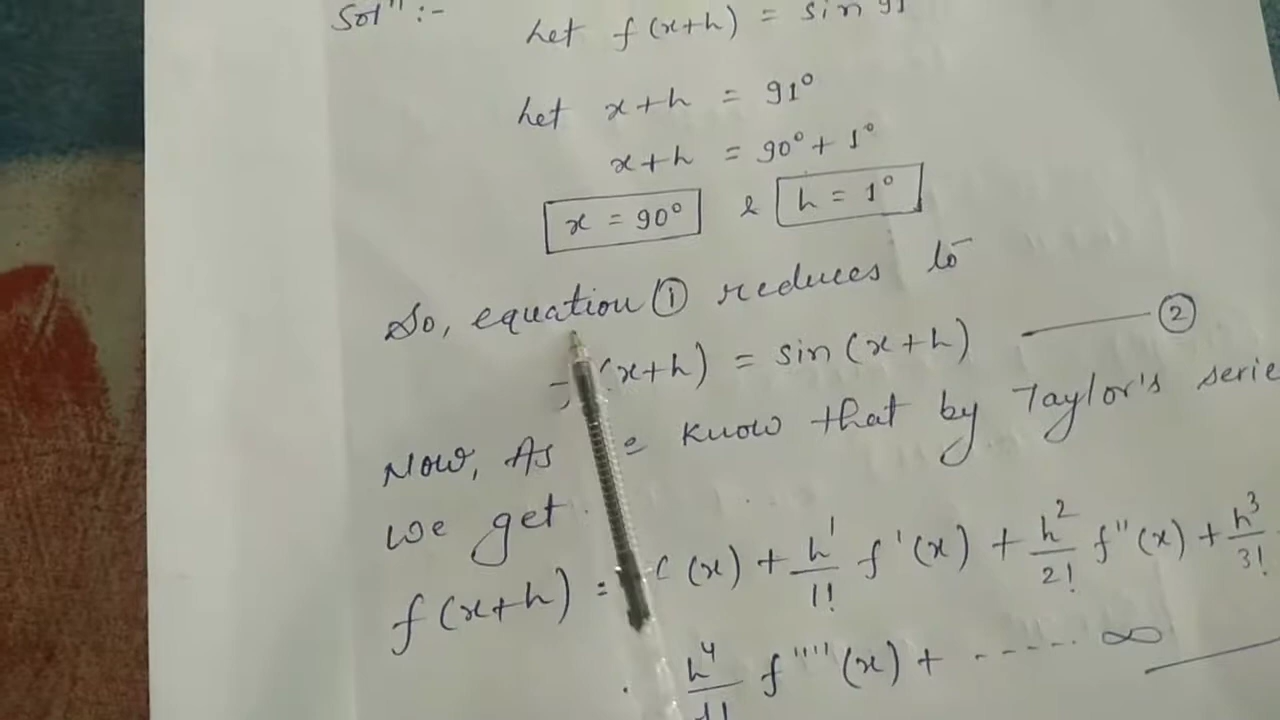 Solⁿ :-
Let f(x+h) = sin 91
Let x+h = 91°
x+h = 90° + 1°
x = 90° & h = 1°
So, equation ① reduces to
(x+h) = sin(x+h) ②
Now, As know that by Taylor's
we get
f(x+h) = (x) + h¹/1! f'(x) + h²/2! f''(x) + h³/3!
h⁴ f''''(x) + ----- ∞